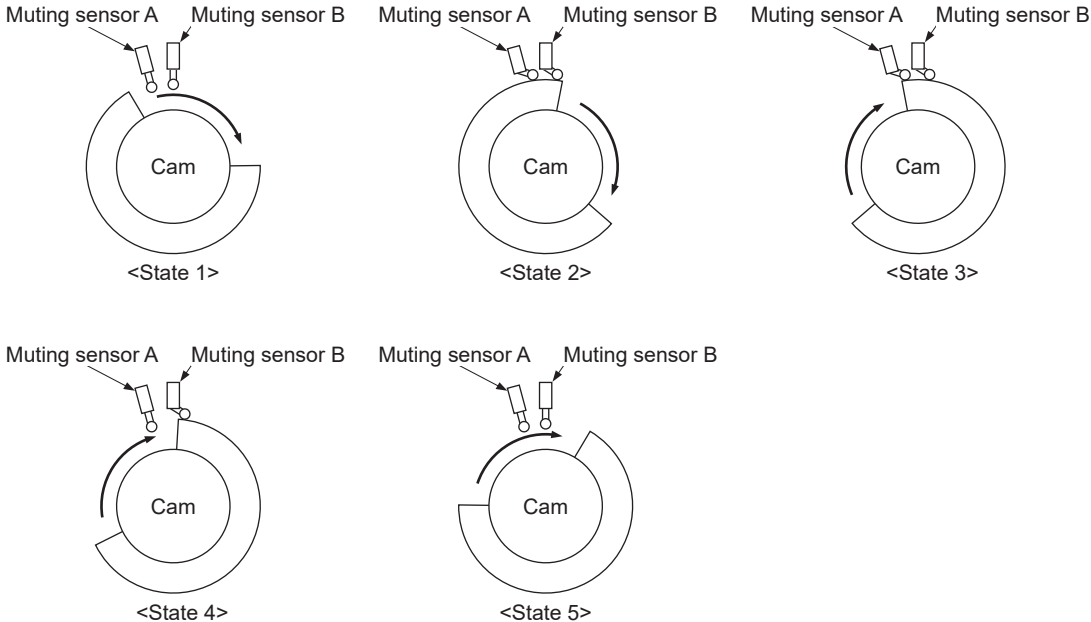 Muting sensor A Muting sensor B
Cam
<State 1>
Muting sensor A Muting sensor B
Cam
<State 2>
Muting sensor A Muting sensor B
Cam
<State 3>
Muting sensor A Muting sensor B
Cam
<State 4>
Muting sensor A Muting sensor B
Cam
<State 5>